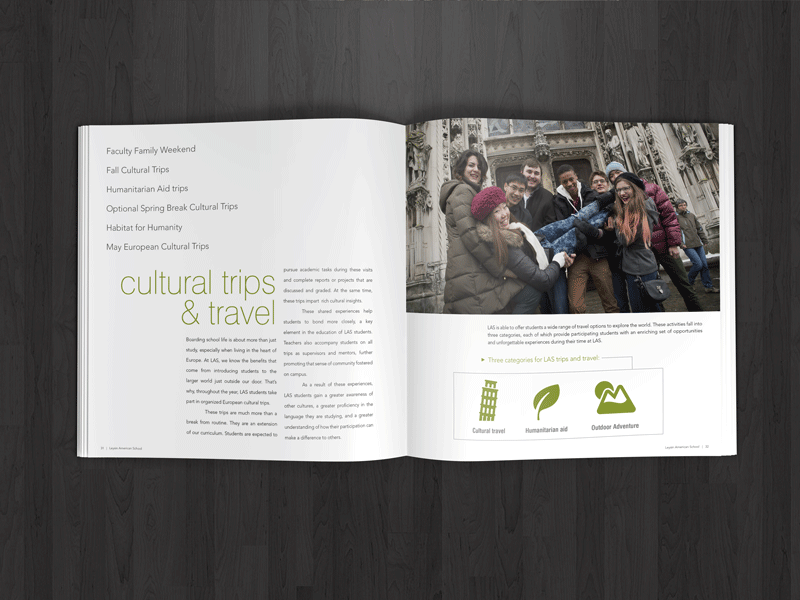 Faculty Family Weekend
Fall Cultural Trips
Humanitarian Aid trips
Optional Spring Break Cultural Trips
Habitat for Humanity
May European Cultural Trips
cultural trips
& travel
Boarding school life is about more than just
study, especially when living in the heart of
Europe. At LAS, we know the benefits that
come from introducing students to the
larger world just outside our door. That's
why, throughout the year, LAS students take
part in organized European cultural trips.
These trips are much more than a
break from routine. They are an extension
of our curriculum. Students are expected to
pursue academic tasks during these visits
and complete reports or projects that are
discussed and graded. At the same time,
these trips impart rich cultural insights.
These shared experiences help
students to bond more closely, a key
element in the education of LAS students.
Teachers also accompany students on all
trips as supervisors and mentors, further
promoting that sense of community fostered
on campus.
As a result of these experiences,
LAS students gain a greater awareness of
other cultures, a greater proficiency in the
language they are studying, and a greater
understanding of how their participation can
make a difference to others.
Leysin American School
LAS is able to offer students a wide range of travel options to explore the world. These activities fall into
three categories, each of which provide participating students with an enriching set of opportunities
and unforgettable experiences during their time at LAS.
Three categories for LAS trips and travel:
Cultural travel
Humanitarian aid
Outdoor Adventure
Leysin American School